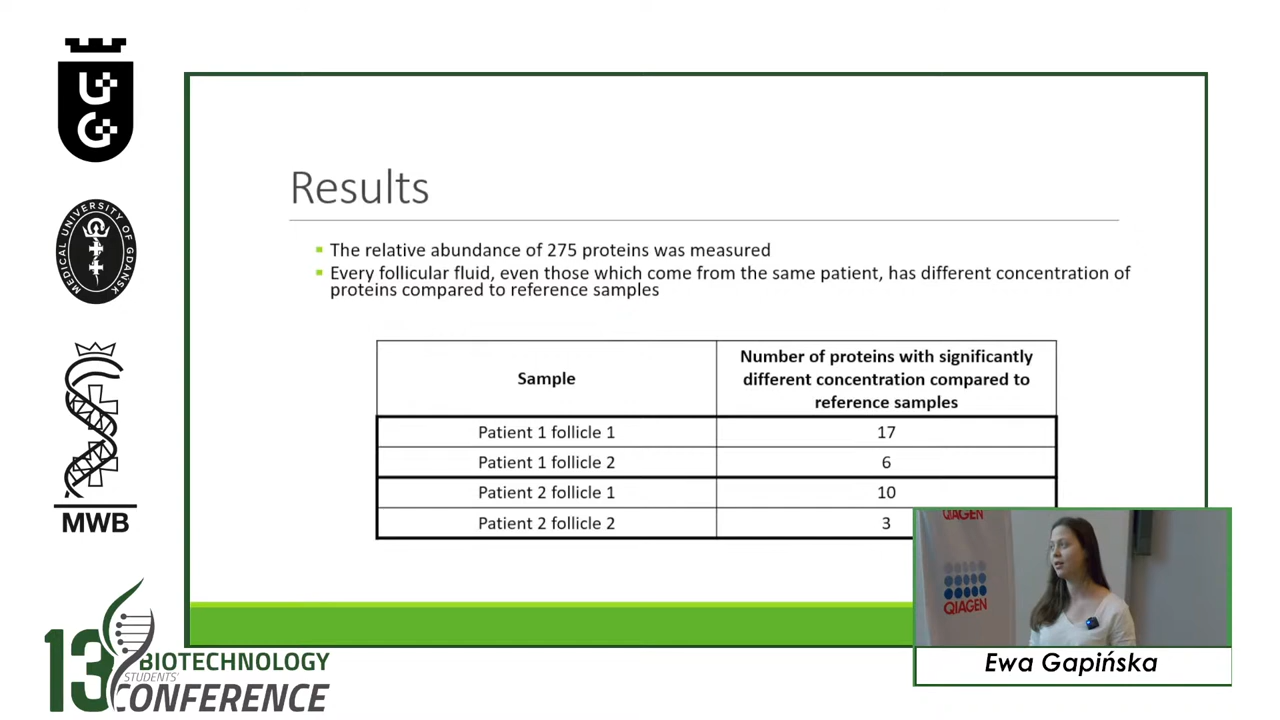 UG
MEDICAL UNIVERSITY OF GDAŃSK
MWB
13 BIOTECHNOLOGY
STUDENTS'
CONFERENCE
Results
The relative abundance of 275 proteins was measured
Every follicular fluid, even those which come from the same patient, has different concentration of
proteins compared to reference samples
Sample
Number of proteins with significantly
different concentration compared to
reference samples
Patient 1 follicle 1
17
Patient 1 follicle 2
6
Patient 2 follicle 1
10
Patient 2 follicle 2
3
QIAGEN
QIAGEN
Ewa Gapińska